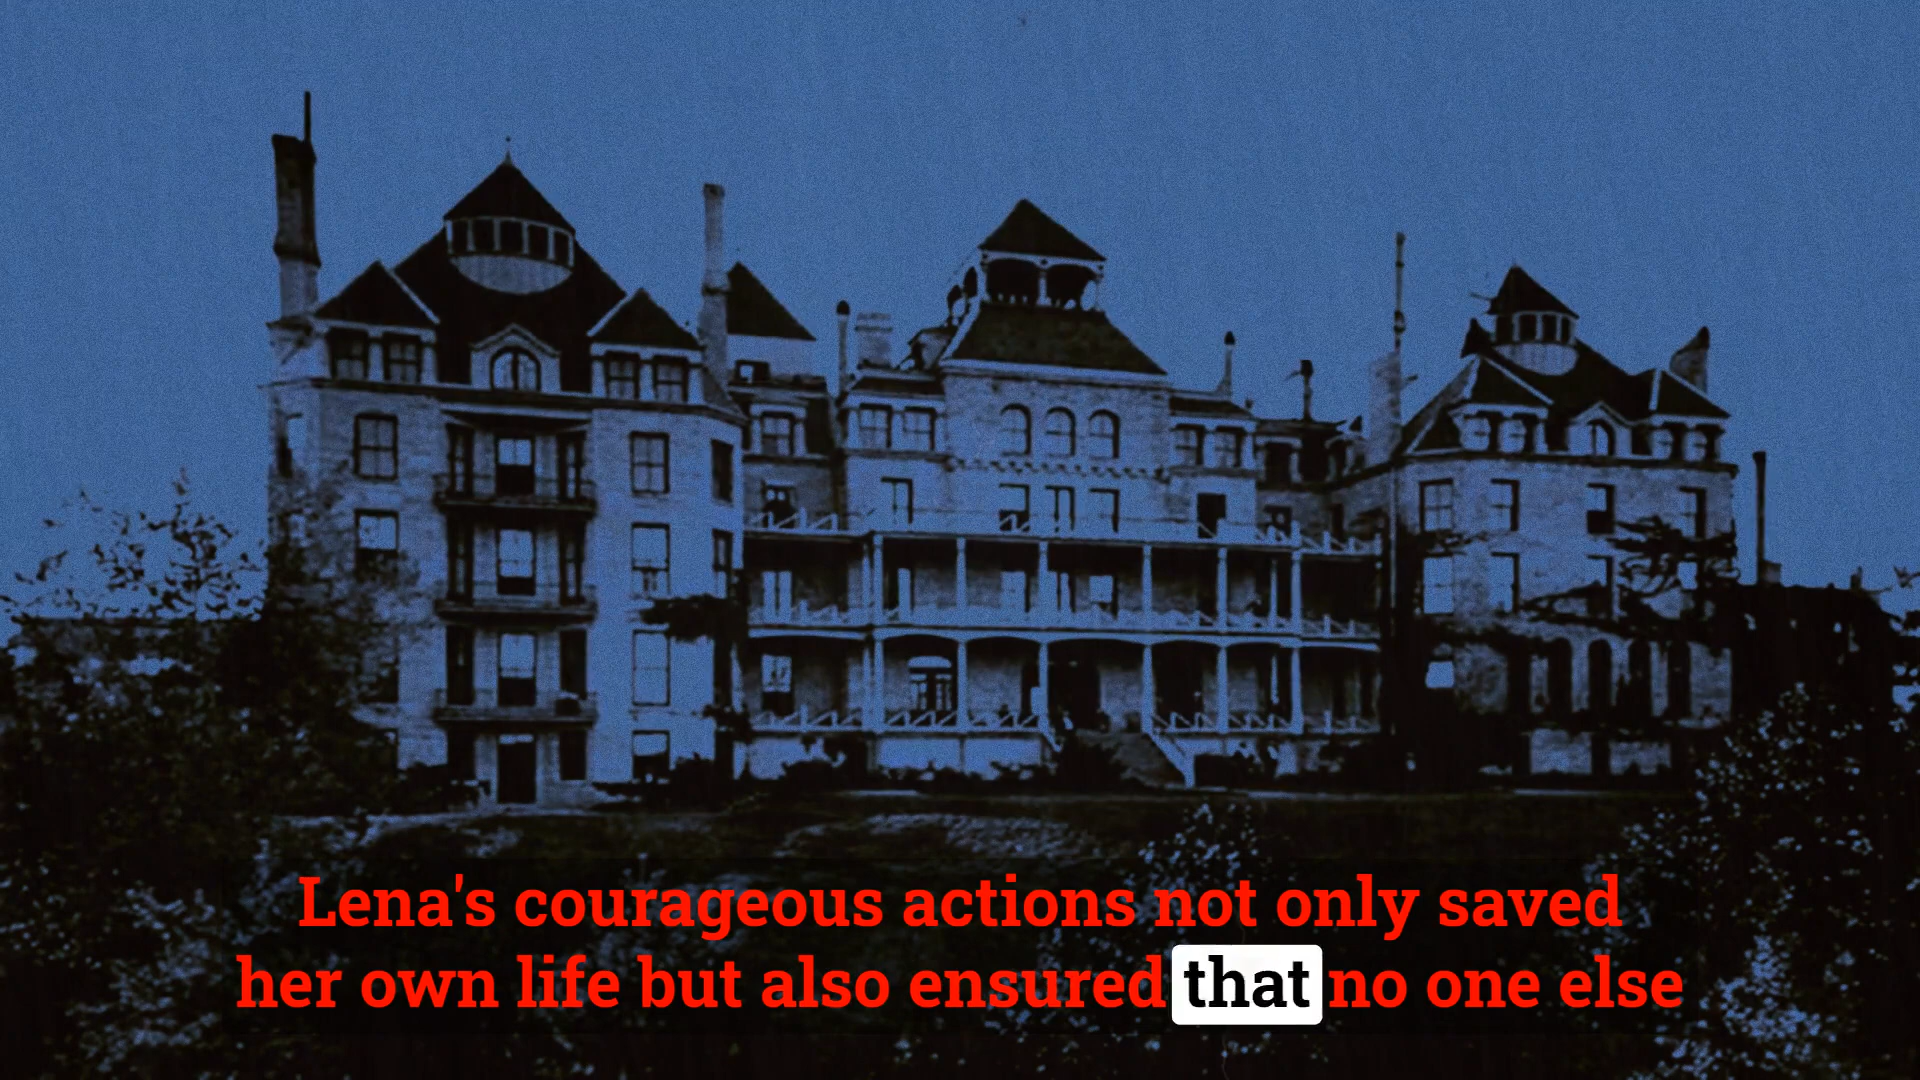 Lena's courageous actions not only saved
her own life but also ensured that no one else